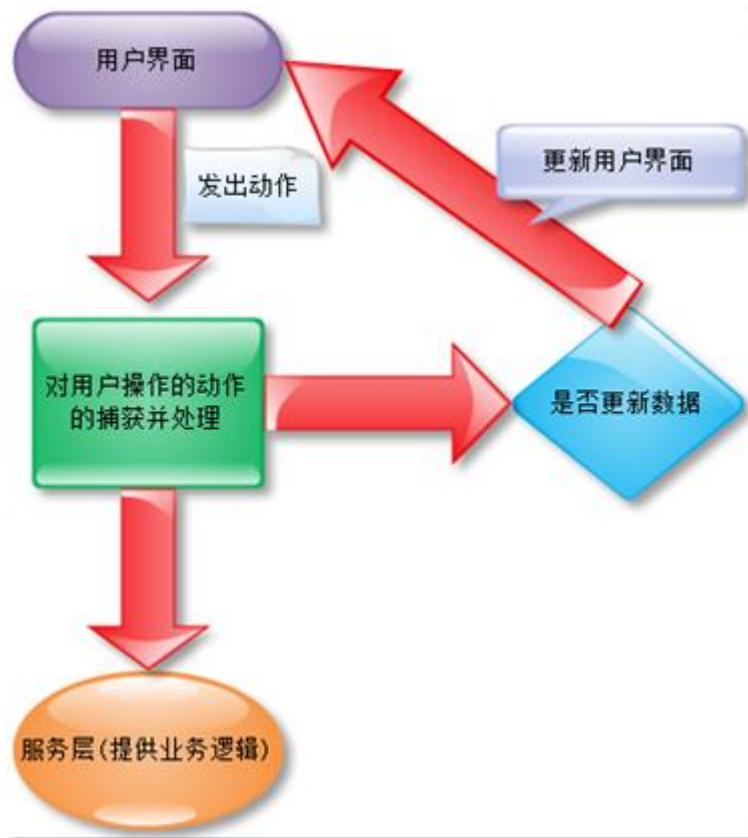 用户界面
发出动作
更新用户界面
对用户操作的动作
的捕获并处理
是否更新数据
服务层(提供业务逻辑)